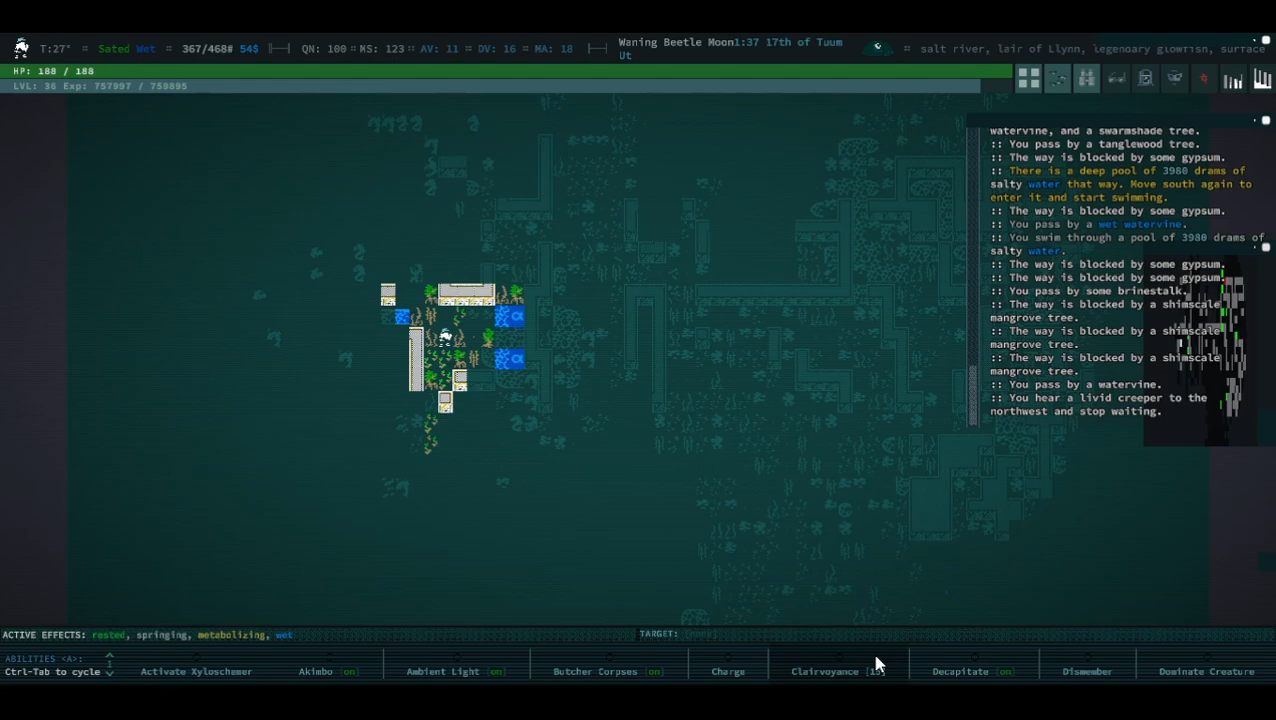 T:27° :: Sated Wet :: 367/468# 54$ QN: 100 :: MS: 123 :: AV: 11 :: DV: 16 :: MA: 18 Waning Beetle Moon 1:37 17th of Tuum Ut :: salt river, lair of Llynn, legendary glowfish, surface
HP: 188 / 188
LVL: 36 Exp: 757997 / 759895
watervine, and a swarmshade tree.
:: You pass by a tanglewood tree.
:: The way is blocked by some gypsum.
:: There is a deep pool of 3980 drams of
salty water that way. Move south again to
enter it and start swimming.
:: The way is blocked by some gypsum.
:: You pass by a wet watervine.
:: You swim through a pool of 3980 drams of
salty water.
:: The way is blocked by some gypsum.
:: The way is blocked by some gypsum.
:: You pass by some brinestalk.
:: The way is blocked by a shimscale
mangrove tree.
:: The way is blocked by a shimscale
mangrove tree.
:: The way is blocked by a shimscale
mangrove tree.
:: You pass by a watervine.
:: You hear a livid creeper to the
northwest and stop waiting.
ACTIVE EFFECTS: rested, springing, metabolizing, wet
TARGET: [none]
ABILITIES <A>: 1
Ctrl-Tab to cycle
Activate Xyloschemer
Akimbo [on]
Ambient Light [on]
Butcher Corpses [on]
Charge
Clairvoyance [15]
Decapitate [on]
Dismember
Dominate Creature